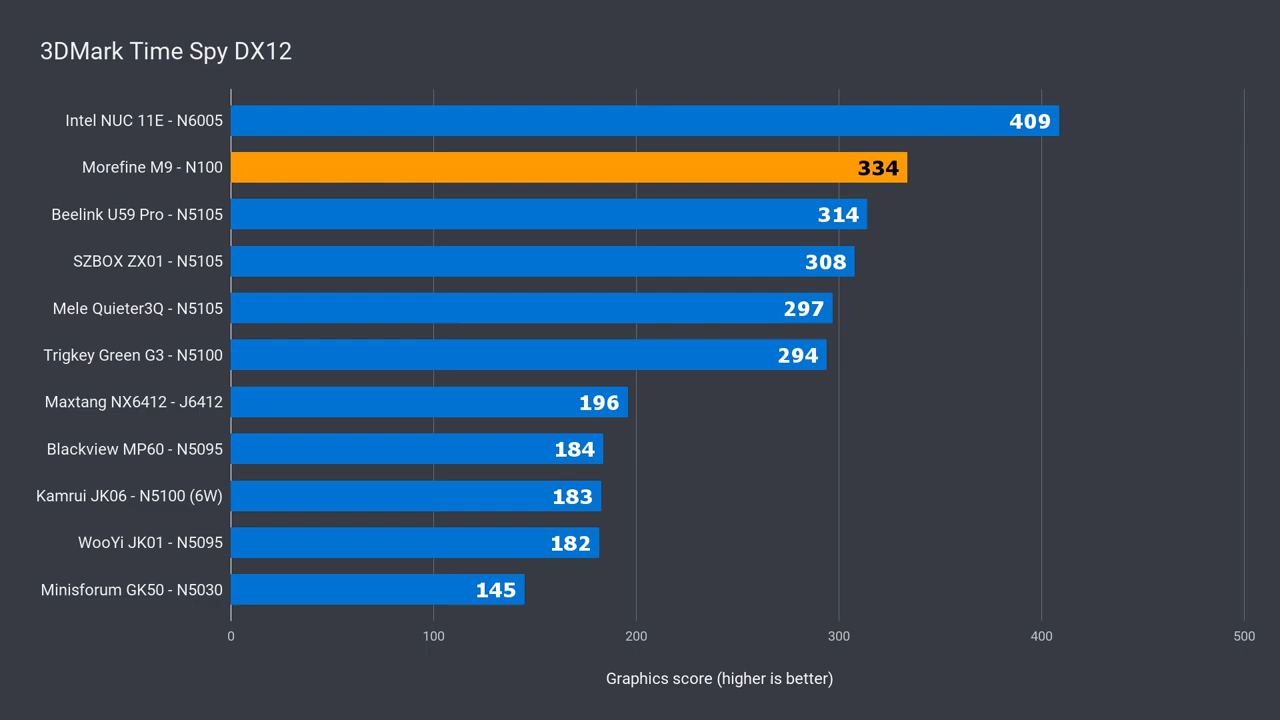 3DMark Time Spy DX12
Intel NUC 11E - N6005 409
Morefine M9 - N100 334
Beelink U59 Pro - N5105 314
SZBOX ZX01 - N5105 308
Mele Quieter3Q - N5105 297
Trigkey Green G3 - N5100 294
Maxtang NX6412 - J6412 196
Blackview MP60 - N5095 184
Kamrui JK06 - N5100 (6W) 183
WooYi JK01 - N5095 182
Minisforum GK50 - N5030 145
0 100 200 300 400 500
Graphics score (higher is better)